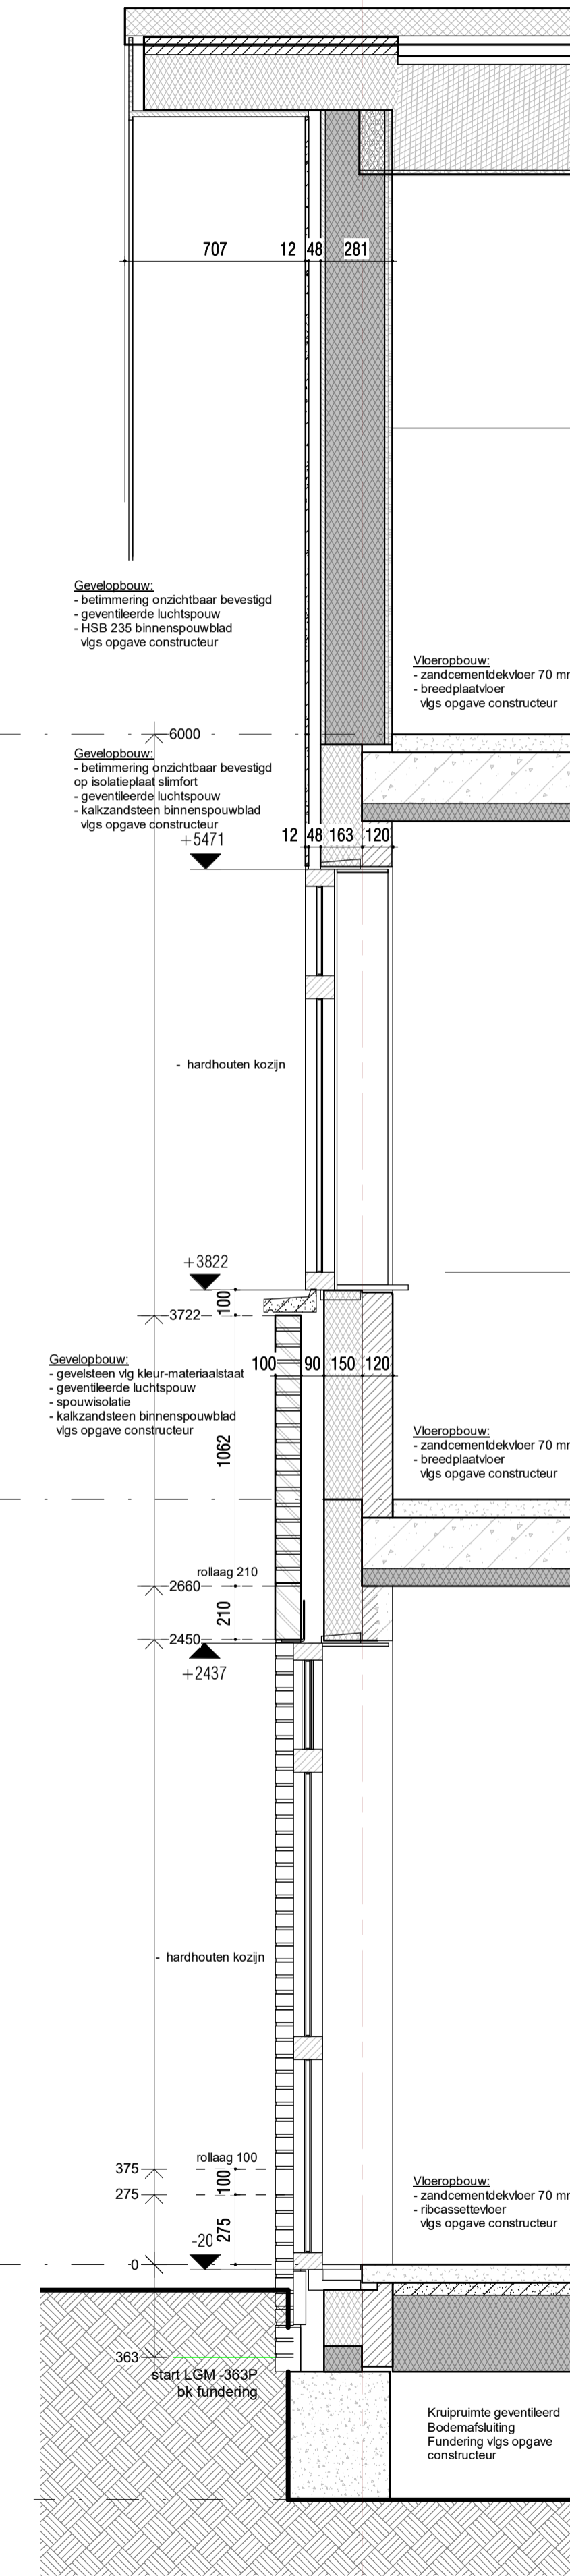 707 12 48 281
Gevelopbouw:
- betimmering onzichtbaar bevestigd
- geventileerde luchtspouw
- HSB 235 binnenspouwblad
vlgs opgave constructeur
Vloeropbouw:
- zandcementdekvloer 70 mm
- breedplaatvloer
vlgs opgave constructeur
6000
Gevelopbouw:
- betimmering onzichtbaar bevestigd
op isolatieplaat slimfort
- geventileerde luchtspouw
- kalkzandsteen binnenspouwblad
vlgs opgave constructeur
+5471
12 48 163 120
- hardhouten kozijn
+3822
100
3722
Gevelopbouw:
- gevelsteen vlg kleur-materiaalstaat
- geventileerde luchtspouw
- spouwisolatie
- kalkzandsteen binnenspouwblad
vlgs opgave constructeur
100 90 150 120
1062
Vloeropbouw:
- zandcementdekvloer 70 mm
- breedplaatvloer
vlgs opgave constructeur
rollaag 210
2660
210
2450
+2437
- hardhouten kozijn
rollaag 100
375
100
275
275
-20
0
Vloeropbouw:
- zandcementdekvloer 70 mm
- ribcassettevloer
vlgs opgave constructeur
363
start LGM -363P
bk fundering
Kruipruimte geventileerd
Bodemafsluiting
Fundering vlgs opgave
constructeur